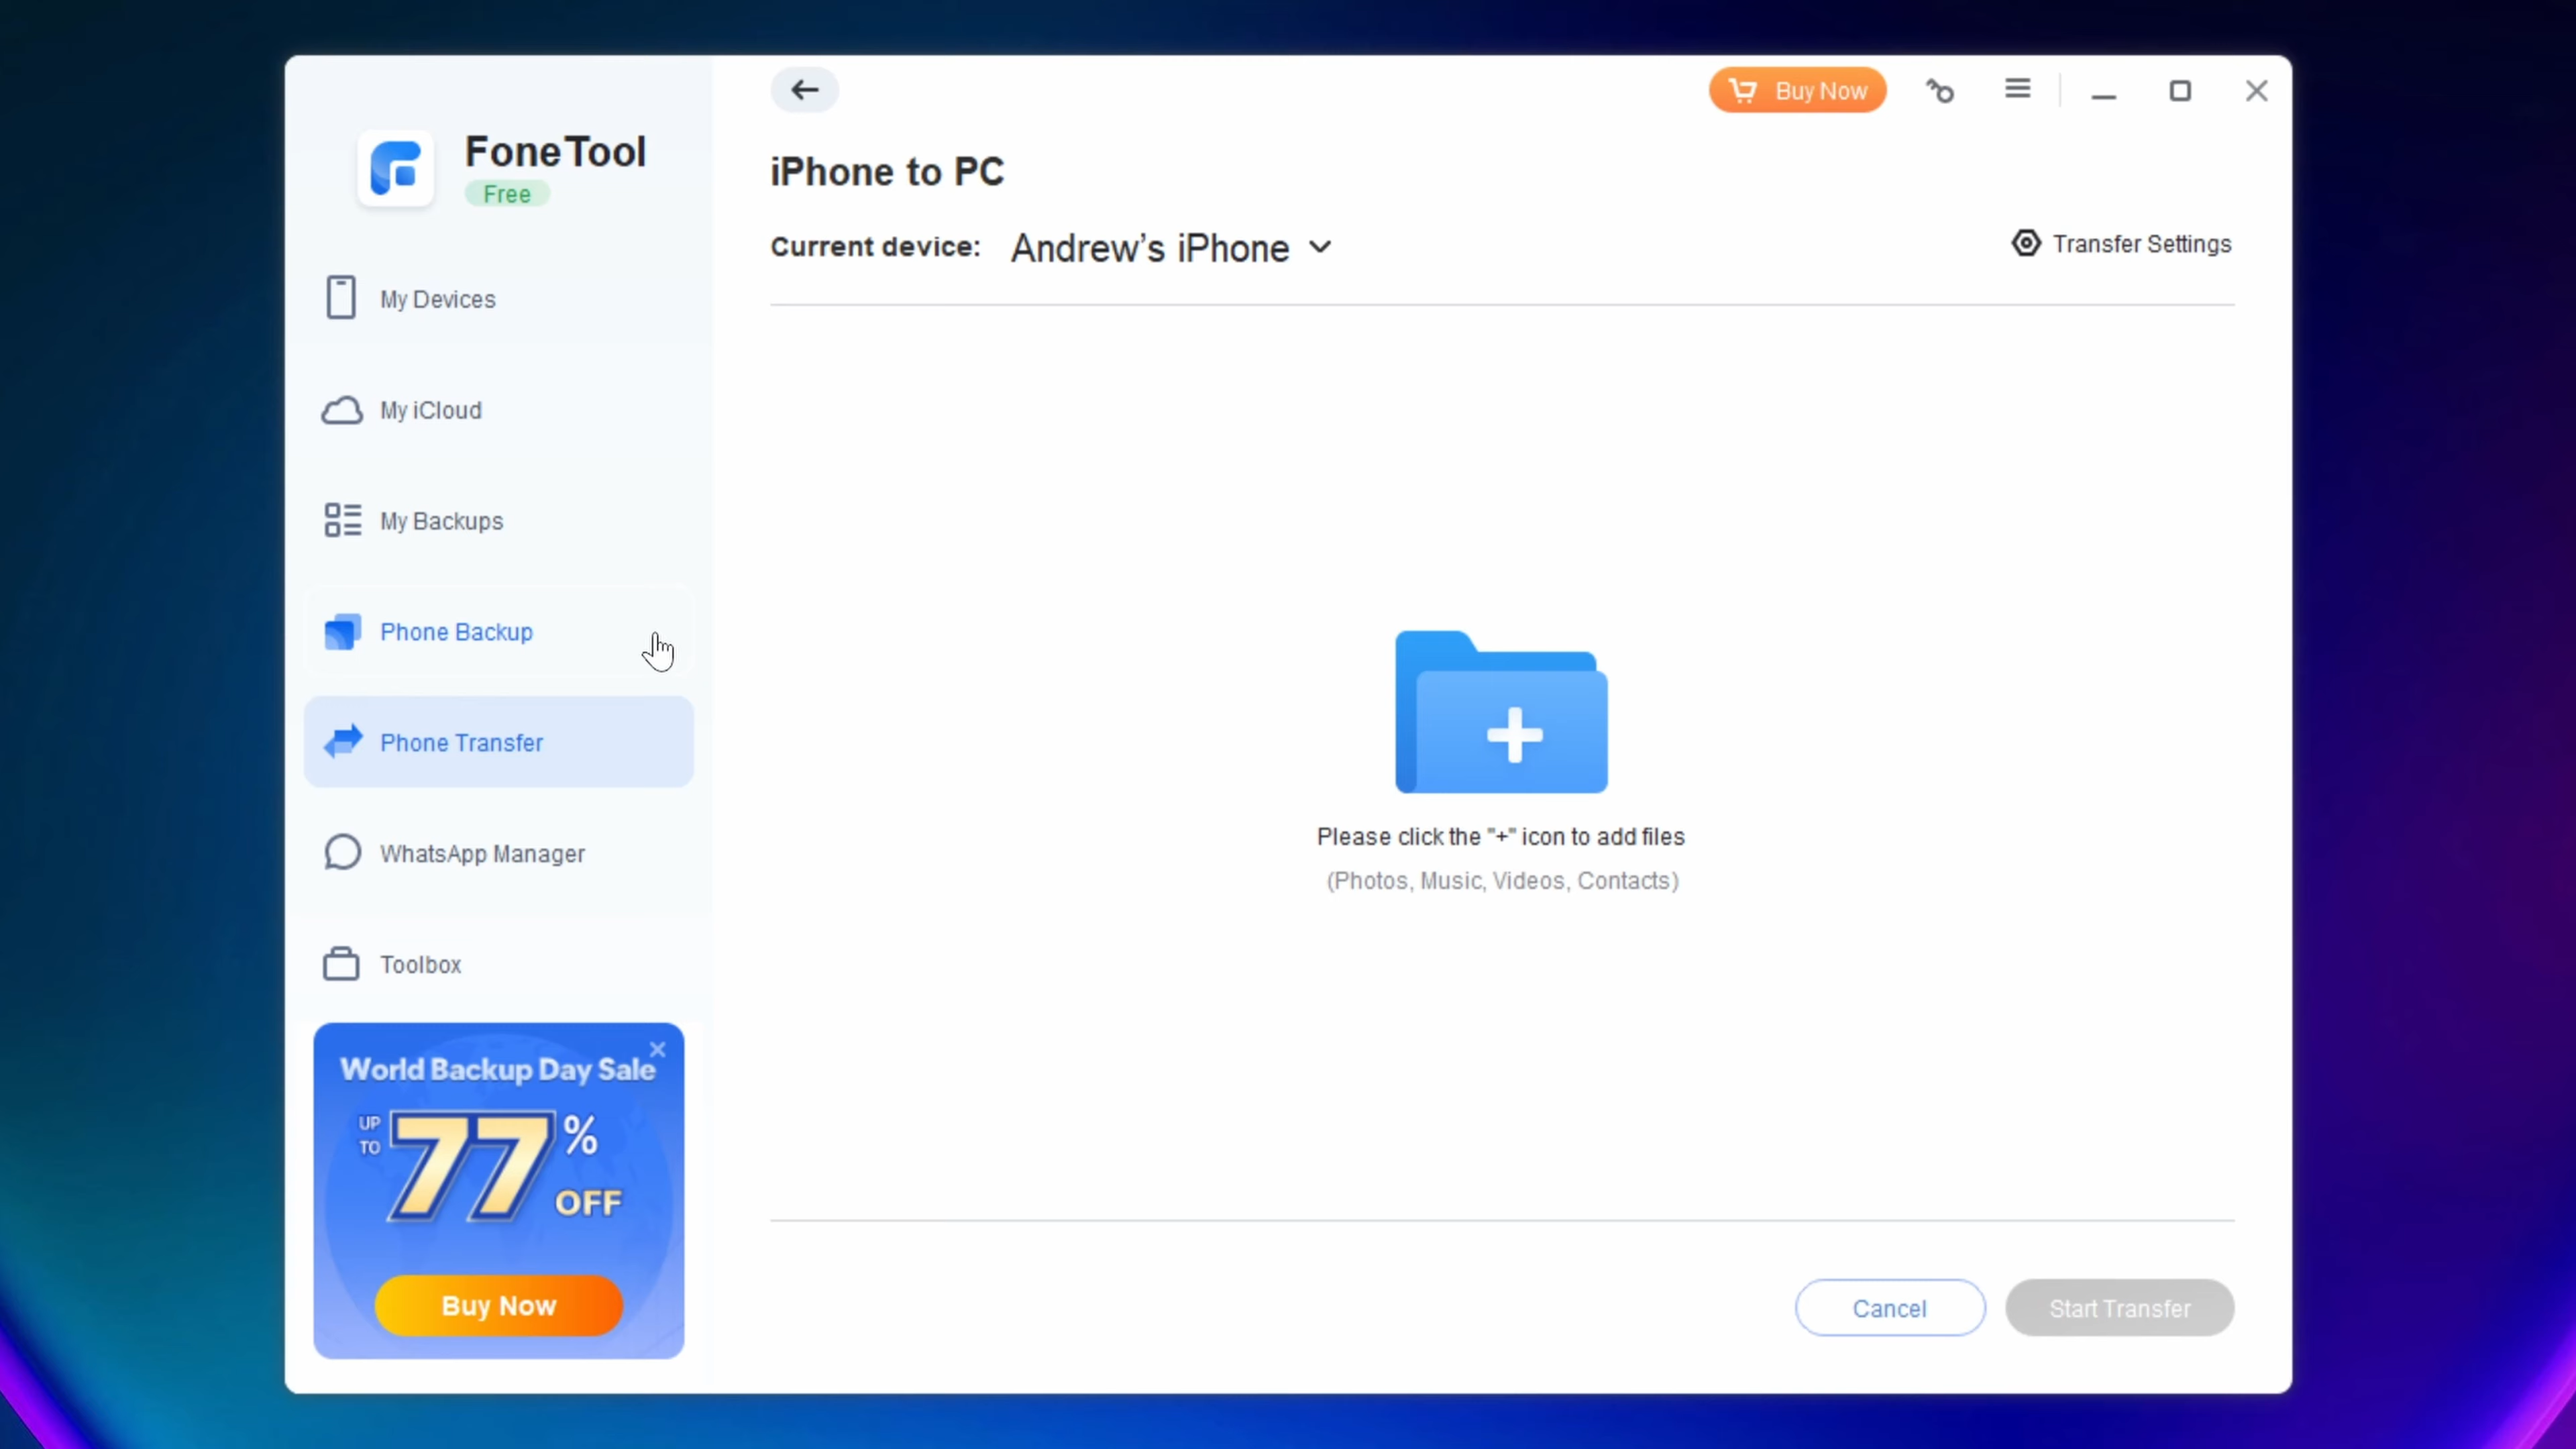 FoneTool
Free
My Devices
My iCloud
My Backups
Phone Backup
Phone Transfer
WhatsApp Manager
Toolbox
World Backup Day Sale
UP TO 77% OFF
Buy Now
Buy Now
iPhone to PC
Current device: Andrew’s iPhone
Transfer Settings
Please click the "+" icon to add files
(Photos, Music, Videos, Contacts)
Cancel
Start Transfer